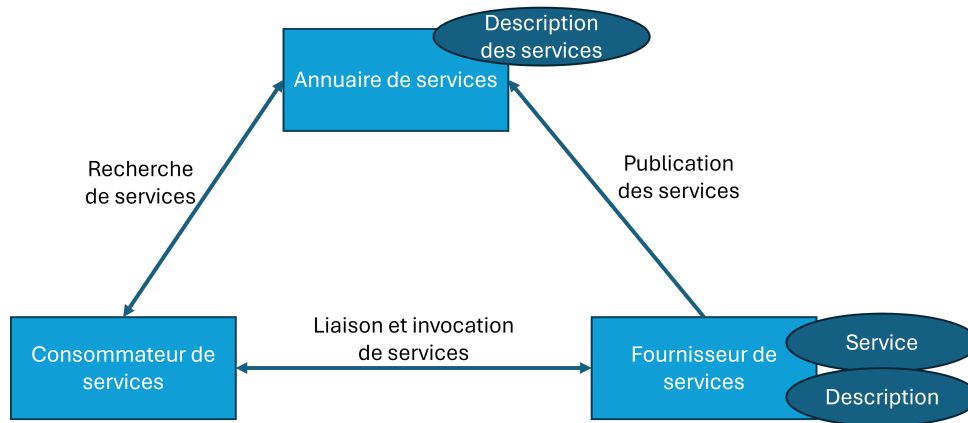 Description
des services
Annuaire de services
Recherche
de services
Publication
des services
Liaison et invocation
de services
Consommateur de
services
Fournisseur de
services
Service
Description